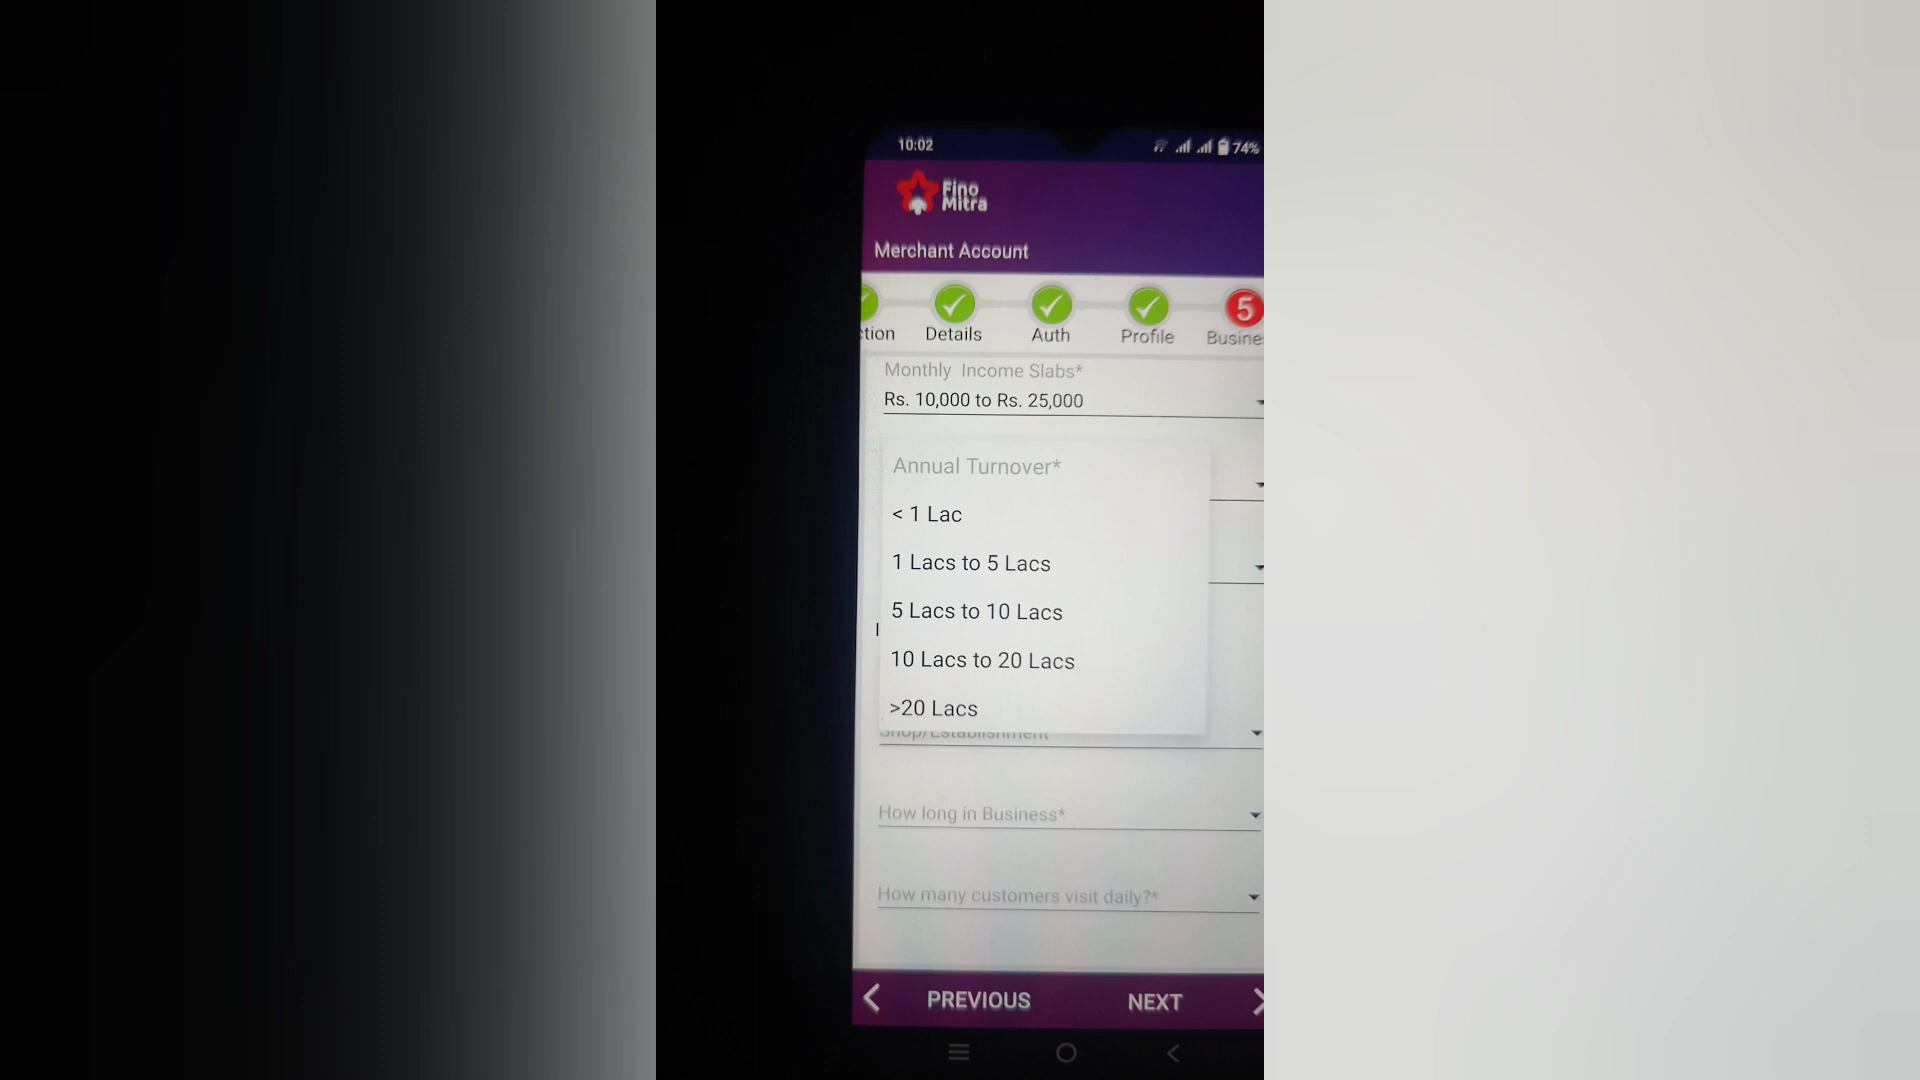 10:02
74%
Fino
Mitra
Merchant Account
5
ction Details Auth Profile Busine
Monthly Income Slabs*
Rs. 10,000 to Rs. 25,000
Annual Turnover*
< 1 Lac
1 Lacs to 5 Lacs
5 Lacs to 10 Lacs
10 Lacs to 20 Lacs
>20 Lacs
Shop/Establishment
How long in Business*
How many customers visit daily?*
PREVIOUS NEXT